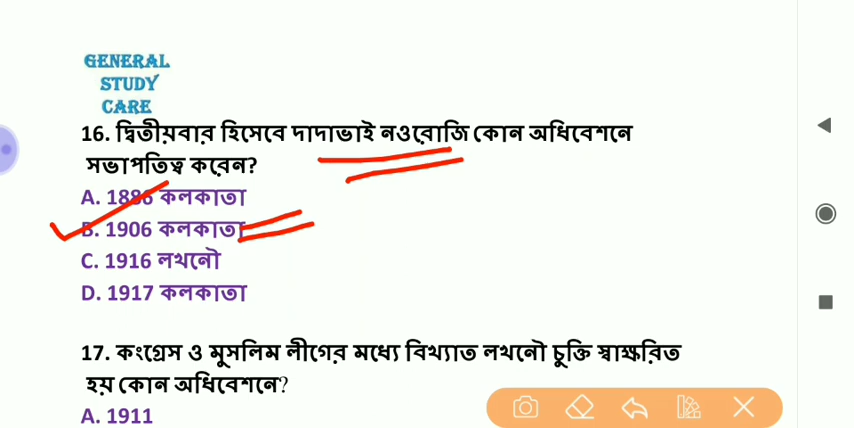 GENERAL
STUDY
CARE
16. দ্বিতীয়বার হিসেবে দাদাভাই নওরোজি কোন অধিবেশনে
সভাপতিত্ব করেন?
A. 1886 কলকাতা
B. 1906 কলকাতা
C. 1916 লখনৌ
D. 1917 কলকাতা
17. কংগ্রেস ও মুসলিম লীগের মধ্যে বিখ্যাত লখনৌ চুক্তি স্বাক্ষরিত
হয় কোন অধিবেশনে?
A. 1911